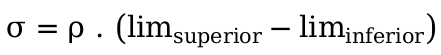 σ = ρ . (lim_superior − lim_inferior)